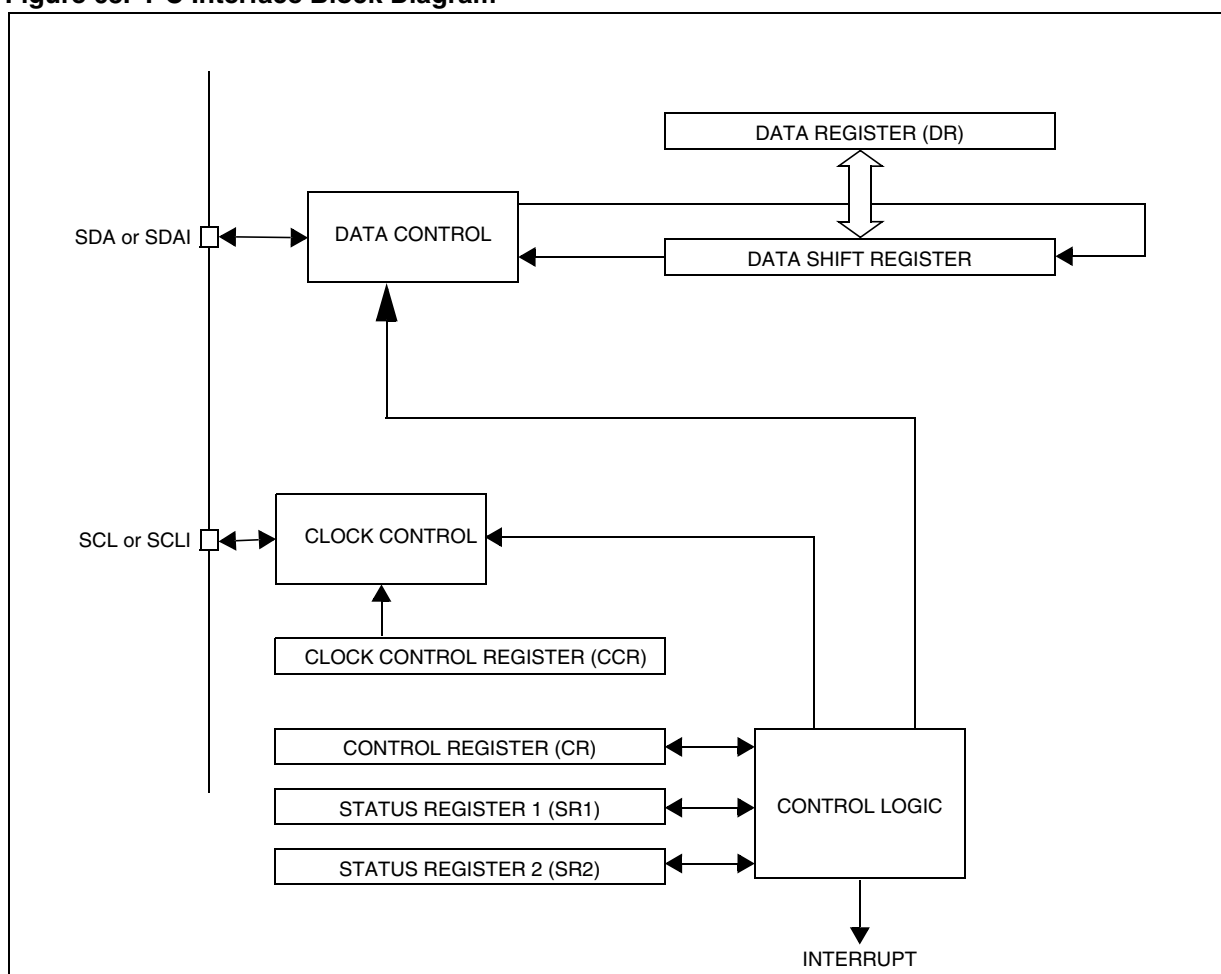 DATA REGISTER (DR)
SDA or SDAI
DATA CONTROL
DATA SHIFT REGISTER
SCL or SCLI
CLOCK CONTROL
CLOCK CONTROL REGISTER (CCR)
CONTROL REGISTER (CR)
STATUS REGISTER 1 (SR1)
CONTROL LOGIC
STATUS REGISTER 2 (SR2)
INTERRUPT